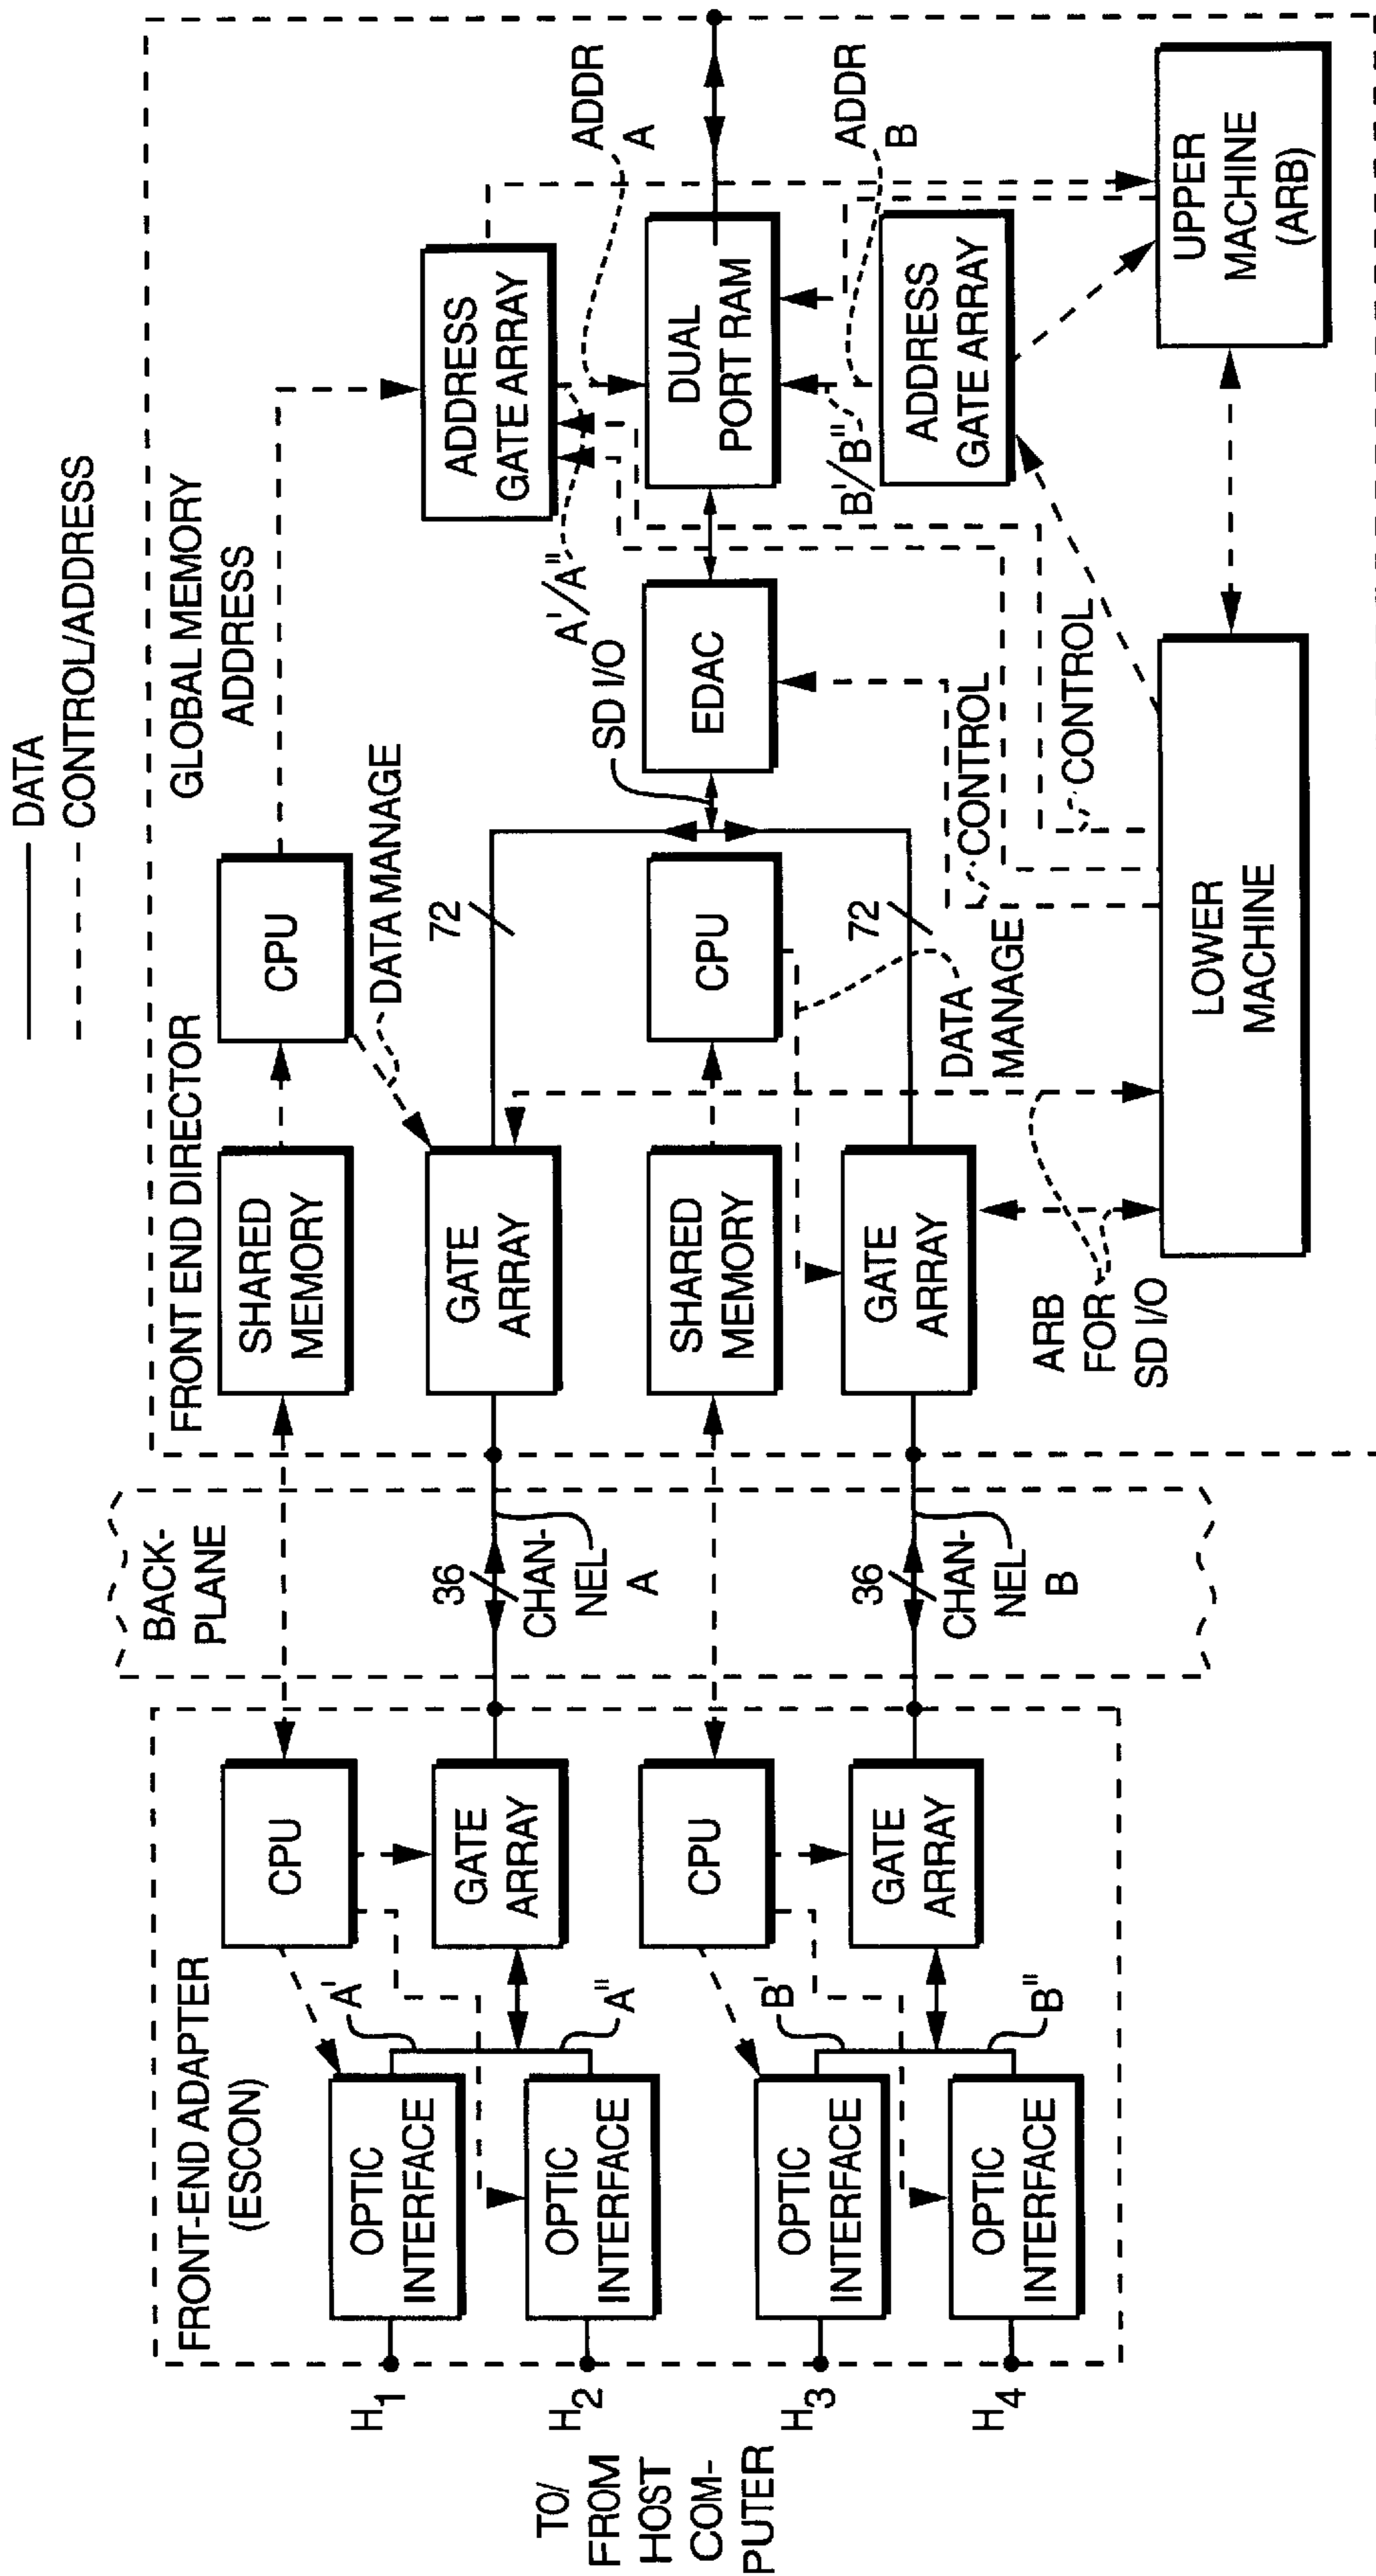 DATA
CONTROL/ADDRESS
FRONT-END ADAPTER
(ESCON)
BACK-
PLANE
FRONT END DIRECTOR
GLOBAL MEMORY
ADDRESS
CPU
SHARED
MEMORY
CPU
DATA MANAGE
OPTIC
INTERFACE
A'
A"
GATE
ARRAY
36
CHAN-
NEL
A
GATE
ARRAY
72
ADDRESS
GATE ARRAY
ADDR
A
A'/A"
OPTIC
INTERFACE
SD I/O
CPU
SHARED
MEMORY
CPU
EDAC
DUAL
PORT RAM
OPTIC
INTERFACE
B'
B"
GATE
ARRAY
36
CHAN-
NEL
B
GATE
ARRAY
72
DATA
MANAGE
B'/B"
ADDRESS
GATE ARRAY
ADDR
B
OPTIC
INTERFACE
CONTROL
CONTROL
ARB
FOR
SD I/O
LOWER
MACHINE
UPPER
MACHINE
(ARB)
H1
H2
H3
H4
TO/
FROM
HOST
COM-
PUTER